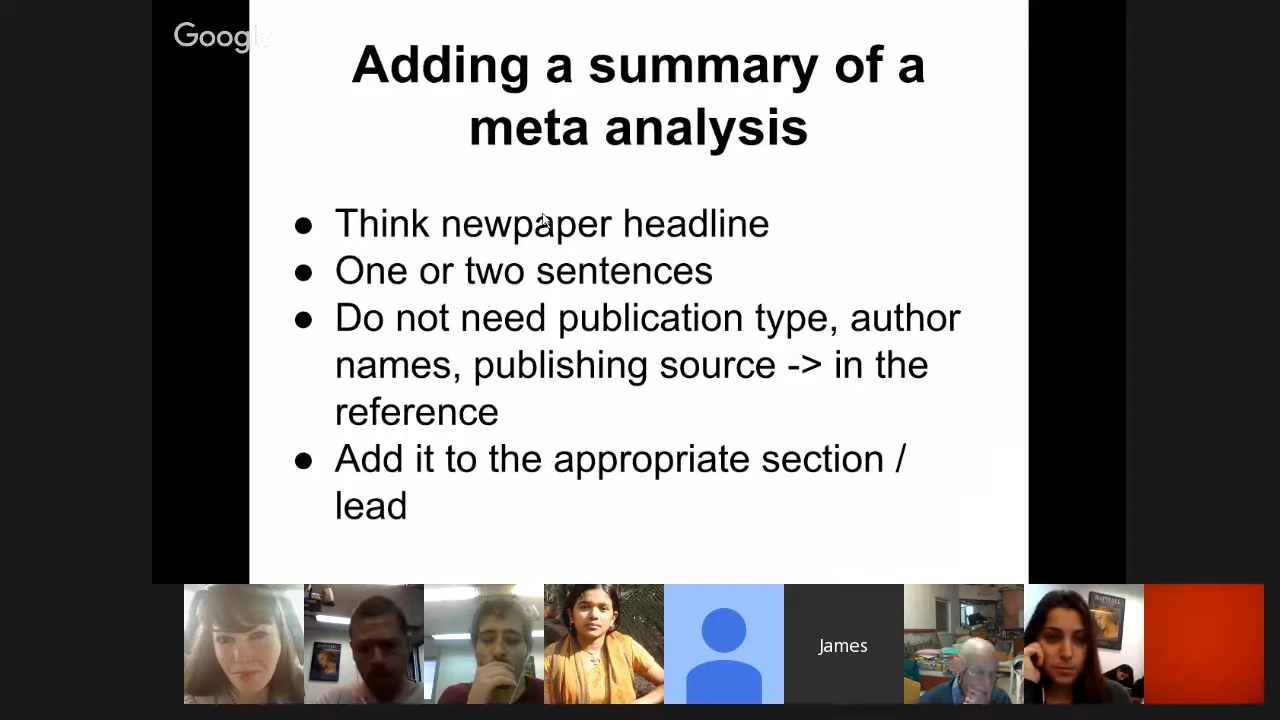 Google
Adding a summary of a
meta analysis
● Think newpaper headline
● One or two sentences
● Do not need publication type, author
names, publishing source -> in the
reference
● Add it to the appropriate section /
lead
James